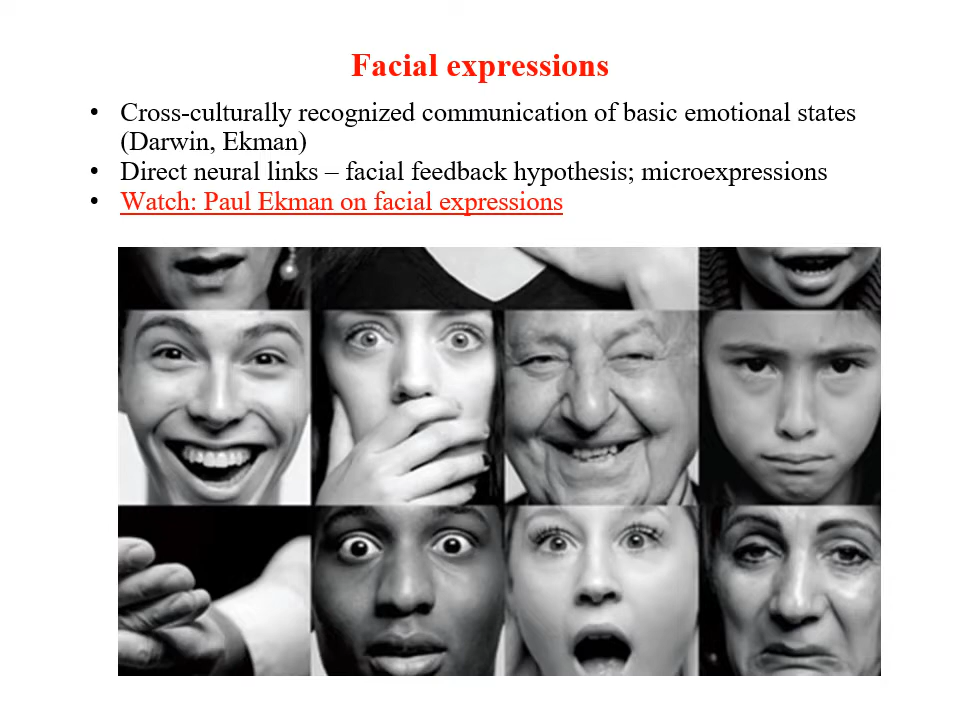 Facial expressions
• Cross-culturally recognized communication of basic emotional states
(Darwin, Ekman)
• Direct neural links – facial feedback hypothesis; microexpressions
• Watch: Paul Ekman on facial expressions